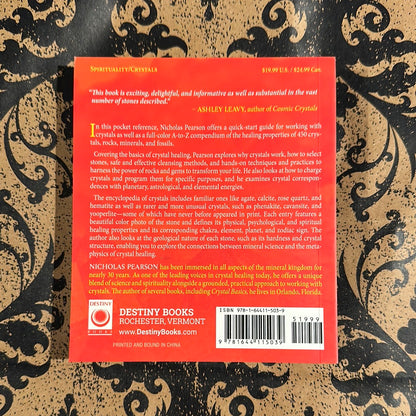 SPIRITUALITY/CRYSTALS $19.99 U.S. / $24.99 Can.
"This book is exciting, delightful, and informative as well as substantial in the vast
number of stones described."
– ASHLEY LEAVY, author of Cosmic Crystals
In this pocket reference, Nicholas Pearson offers a quick-start guide for working with
crystals as well as a full-color A-to-Z compendium of the healing properties of 450 crys-
tals, rocks, minerals, and fossils.
Covering the basics of crystal healing, Pearson explores why crystals work, how to select
stones, safe and effective cleansing methods, and hands-on techniques and practices
to harness the power of rocks and gems to transform your life. He also looks at how to charge
crystals and program them for specific purposes, and he examines crystal correspon-
dences with planetary, astrological, and elemental energies.
The encyclopedia of crystals includes familiar ones like agate, calcite, rose quartz, and
hematite as well as rarer and more unusual crystals, such as phenakite, cavansite, and
yooperlite—some of which have never before appeared in print. Each entry features a
beautiful color photo of the stone and defines its physical, psychological, and spiritual
healing properties and its corresponding chakra, element, planet, and zodiac sign. The
author also looks at the geological nature of each stone, such as its hardness and crystal
structure, enabling you to explore the connections between mineral science and the meta-
physics of crystal healing.
NICHOLAS PEARSON has been immersed in all aspects of the mineral kingdom for
nearly 30 years. As one of the leading voices in crystal healing today, he offers a unique
blend of science and spirituality alongside a grounded, practical approach to working with
crystals. The author of several books, including Crystal Basics, he lives in Orlando, Florida.
DESTINY
BOOKS
DESTINY BOOKS
ROCHESTER, VERMONT
www.DestinyBooks.com
PRINTED AND BOUND IN CHINA
ISBN 978-1-64411-503-9
51999
9 781644 115039